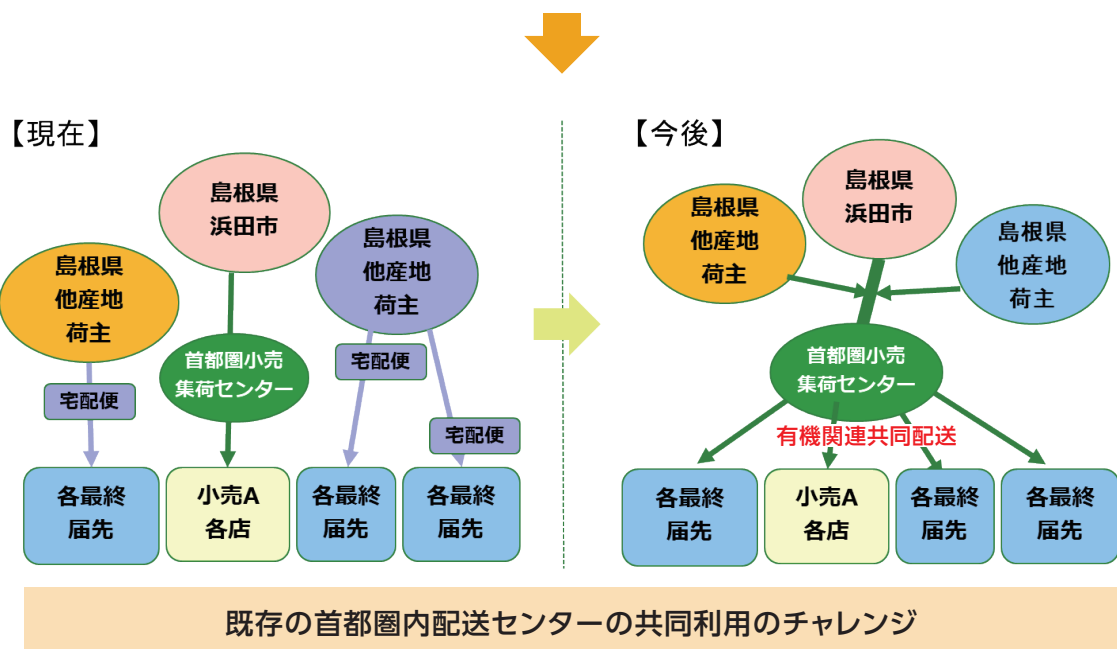 【現在】
島根県
浜田市
島根県
他産地
荷主
島根県
他産地
荷主
首都圏小売
集荷センター
宅配便
宅配便
宅配便
各最終
届先
小売A
各店
各最終
届先
各最終
届先
【今後】
島根県
浜田市
島根県
他産地
荷主
島根県
他産地
荷主
首都圏小売
集荷センター
有機関連共同配送
各最終
届先
小売A
各店
各最終
届先
各最終
届先
既存の首都圏内配送センターの共同利用のチャレンジ